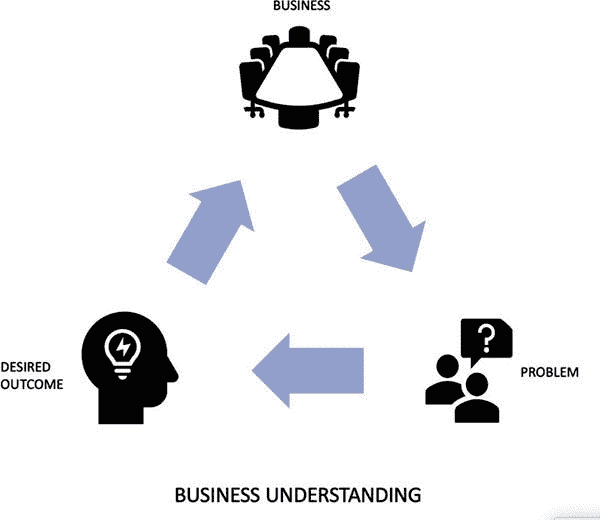 BUSINESS
DESIRED
OUTCOME
?
PROBLEM
BUSINESS UNDERSTANDING